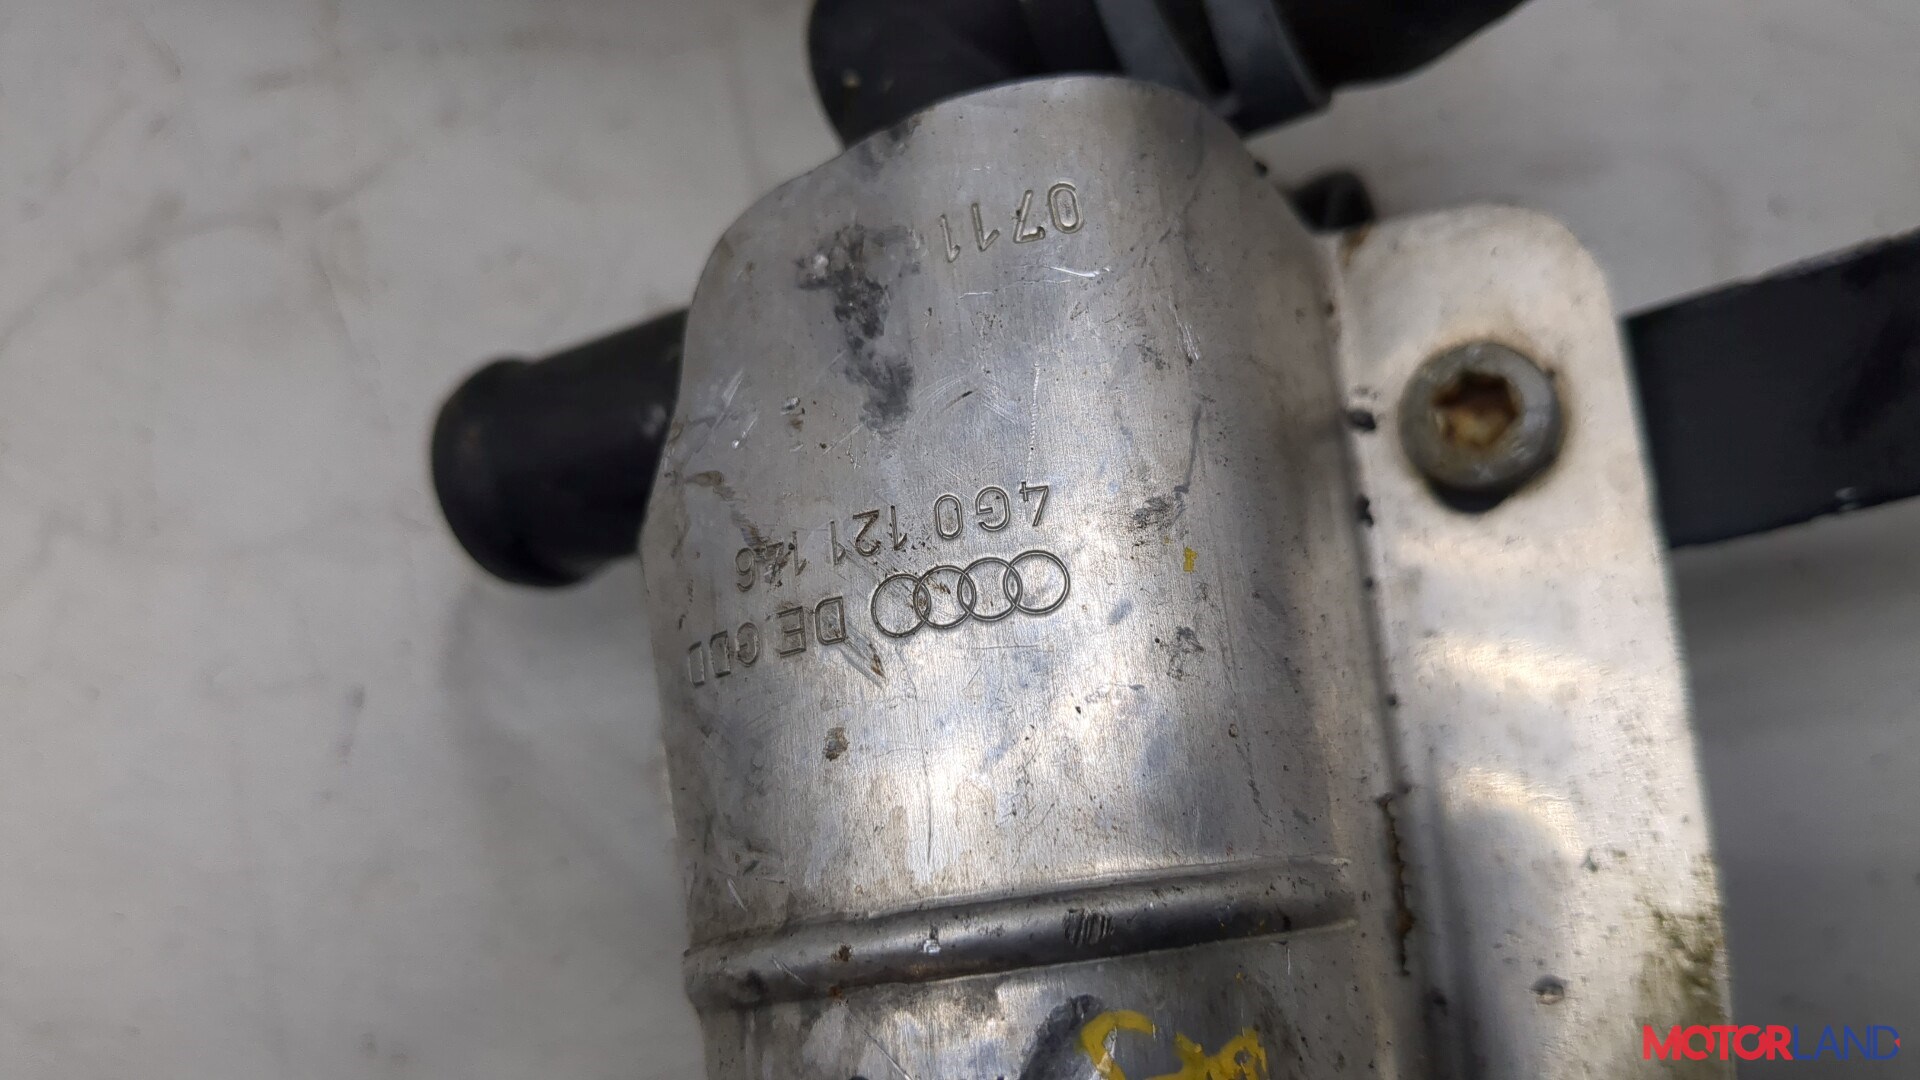 DE GDD
4G0 121 146
0711
MOTORLAND